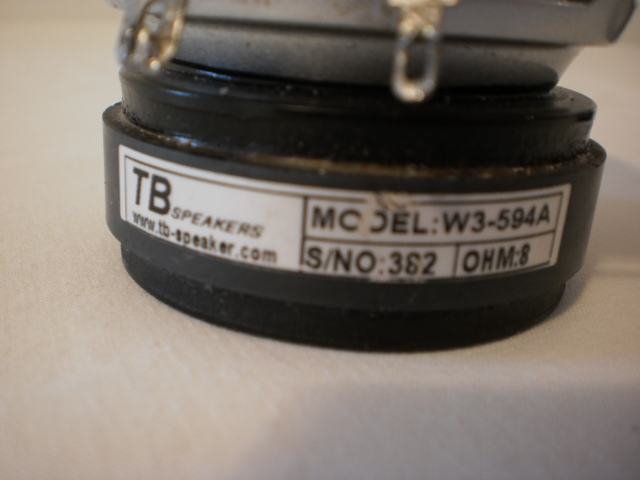 TB SPEAKERS
www.tb-speaker.com
MODEL:W3-594A
S/NO:382
OHM:8